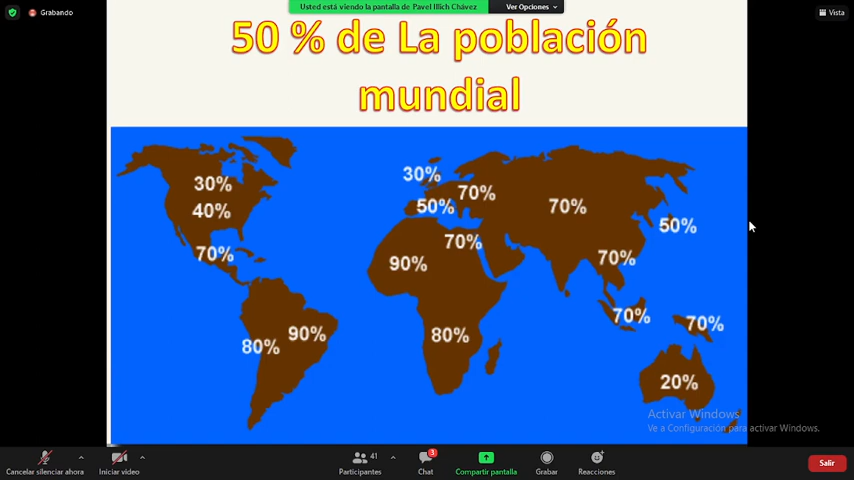 Grabando
Usted está viendo la pantalla de Pavel Illich Chávez
Ver Opciones
Vista
50 % de La población
mundial
30%
40%
70%
80%
90%
30%
50%
70%
70%
90%
80%
70%
50%
70%
70%
70%
20%
Activar Windows
Ve a Configuración para activar Windows.
Cancelar silenciar ahora
Iniciar video
Participantes
41
Chat
3
Compartir pantalla
Grabar
Reacciones
Salir